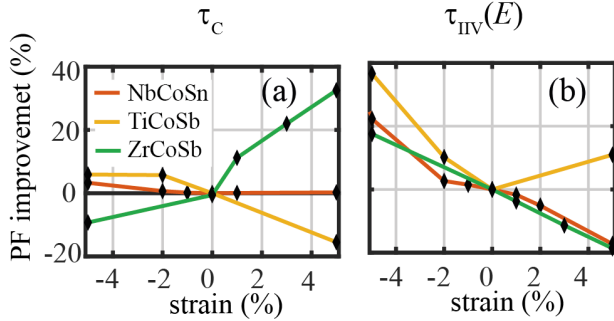 τC
τIIV(E)
PF improvemet (%)
40
20
0
-20
(a)
NbCoSn
TiCoSb
ZrCoSb
(b)
-4 -2 0 2 4
-4 -2 0 2 4
strain (%)
strain (%)